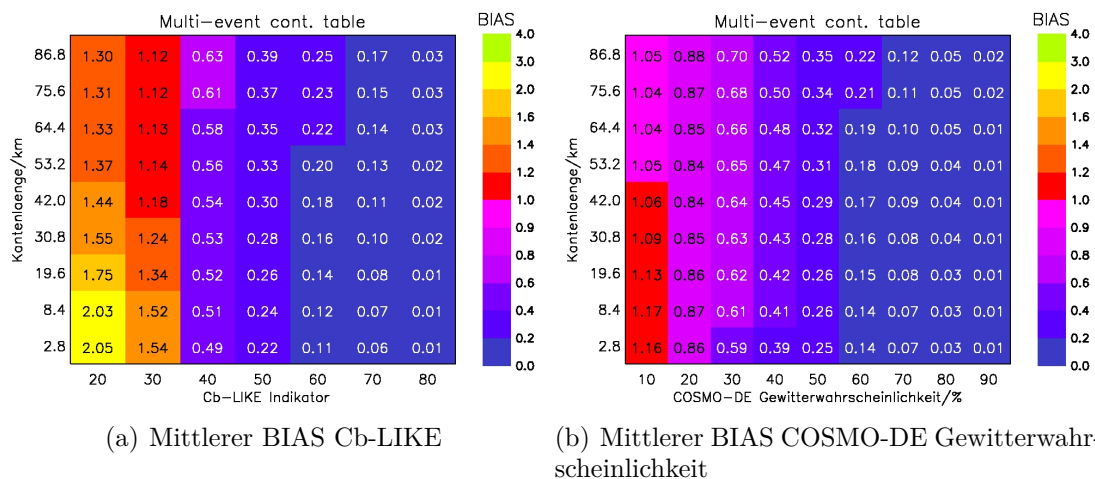 Multi-event cont. table
BIAS
Kantenlaenge/km
86.8 1.30 1.12 0.63 0.39 0.25 0.17 0.03
75.6 1.31 1.12 0.61 0.37 0.23 0.15 0.03
64.4 1.33 1.13 0.58 0.35 0.22 0.14 0.03
53.2 1.37 1.14 0.56 0.33 0.20 0.13 0.02
42.0 1.44 1.18 0.54 0.30 0.18 0.11 0.02
30.8 1.55 1.24 0.53 0.28 0.16 0.10 0.02
19.6 1.75 1.34 0.52 0.26 0.14 0.08 0.01
8.4 2.03 1.52 0.51 0.24 0.12 0.07 0.01
2.8 2.05 1.54 0.49 0.22 0.11 0.06 0.01
20 30 40 50 60 70 80
Cb-LIKE Indikator
4.0
3.0
2.0
1.6
1.4
1.2
1.0
0.8
0.6
0.4
0.2
0.0
(a) Mittlerer BIAS Cb-LIKE
Multi-event cont. table
BIAS
Kantenlaenge/km
86.8 1.05 0.88 0.70 0.52 0.35 0.22 0.12 0.05 0.02
75.6 1.04 0.87 0.68 0.50 0.34 0.21 0.11 0.05 0.02
64.4 1.04 0.85 0.66 0.48 0.32 0.19 0.10 0.05 0.01
53.2 1.05 0.84 0.65 0.47 0.31 0.18 0.09 0.04 0.01
42.0 1.06 0.84 0.64 0.45 0.29 0.17 0.09 0.04 0.01
30.8 1.09 0.85 0.63 0.43 0.28 0.16 0.08 0.04 0.01
19.6 1.13 0.86 0.62 0.42 0.26 0.15 0.08 0.03 0.01
8.4 1.17 0.87 0.61 0.41 0.26 0.14 0.07 0.03 0.01
2.8 1.16 0.86 0.59 0.39 0.25 0.14 0.07 0.03 0.01
10 20 30 40 50 60 70 80 90
COSMO-DE Gewitterwahrscheinlichkeit/%
4.0
3.0
2.0
1.6
1.4
1.2
1.0
0.8
0.6
0.4
0.2
0.0
(b) Mittlerer BIAS COSMO-DE Gewitterwahr-
scheinlichkeit